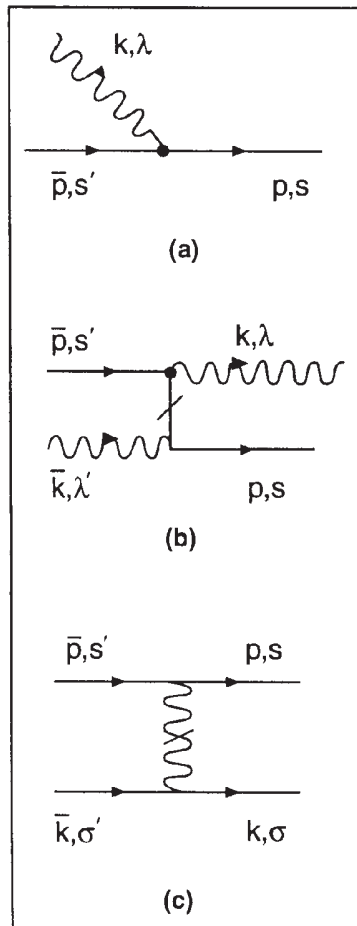 k,λ
p̄,s′ p,s
(a)
p̄,s′ k,λ
k̄,λ′ p,s
(b)
p̄,s′ p,s
k̄,σ′ k,σ
(c)